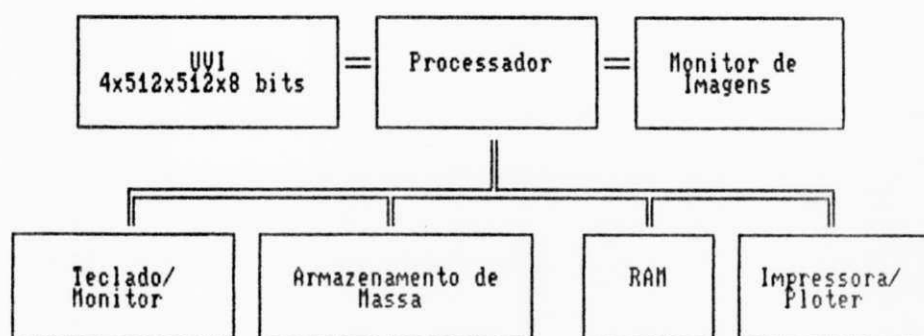 UVI
4x512x512x8 bits
Processador
Monitor de
Imagens
Teclado/
Monitor
Armazenamento de
Massa
RAM
Impressora/
Ploter